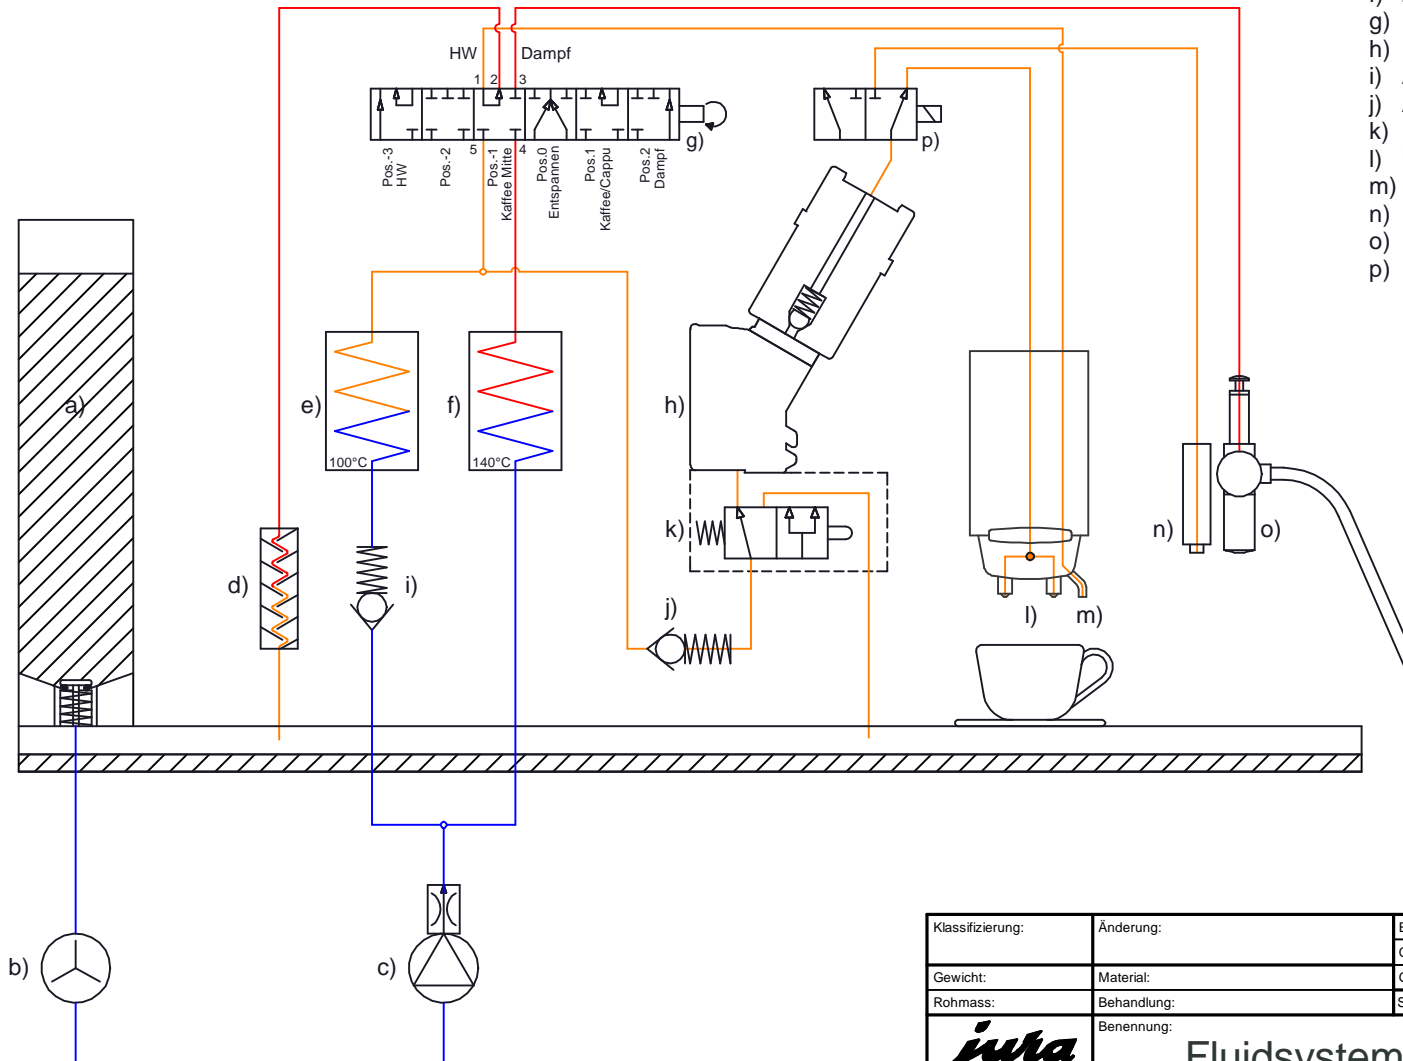 g)
h)
i)
j)
k)
l)
m)
n)
o)
p)
HW Dampf
1 2 3
5 4
g)
p)
Pos.-3
HW
Pos.-2
Pos.-1
Kaffee Mitte
Pos.0
Entspannen
Pos.1
Kaffee/Cappu
Pos.2
Dampf
a)
e)
f)
h)
100°C
140°C
k)
n)
o)
d)
i)
j)
l)
m)
b)
c)
Klassifizierung:
Änderung:
Gewicht:
Material:
Rohmass:
Behandlung:
jura
Benennung:
Fluidsystem